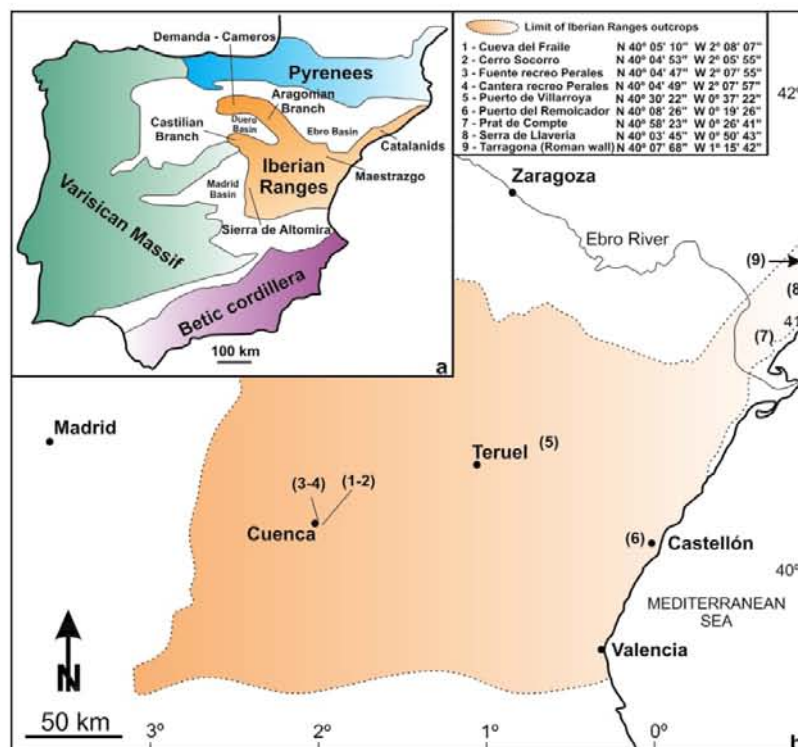 Demanda - Cameros
Pyrenees
Aragonian
Branch
Duero
Basin
Ebro Basin
Castilian
Branch
Catalanids
Iberian
Ranges
Maestrazgo
Madrid
Basin
Sierra de Altomira
Varisican Massif
Betic cordillera
100 km
a
Limit of Iberian Ranges outcrops
1 - Cueva del Fraile N 40º 05' 10" W 2º 08' 07"
2 - Cerro Socorro N 40º 04' 53" W 2º 05' 55"
3 - Fuente recreo Perales N 40º 04' 47" W 2º 07' 55"
4 - Cantera recreo Perales N 40º 04' 49" W 2º 07' 57"
5 - Puerto de Villarroya N 40º 30' 22" W 0º 37' 22"
6 - Puerto del Remolcador N 40º 08' 26" W 0º 19' 26"
7 - Prat de Compte N 40º 58' 23" W 0º 26' 41"
8 - Serra de Llaveria N 40º 03' 45" W 0º 50' 43"
9 - Tarragona (Roman wall) N 40º 07' 68" W 1º 15' 42"
42º
Zaragoza
Ebro River
(9)
(8
41
(7)
Madrid
Teruel
(5)
(3-4)
(1-2)
Cuenca
(6)
Castellón
40º
MEDITERRANEAN
SEA
Valencia
N
50 km
3º
2º
1º
0º